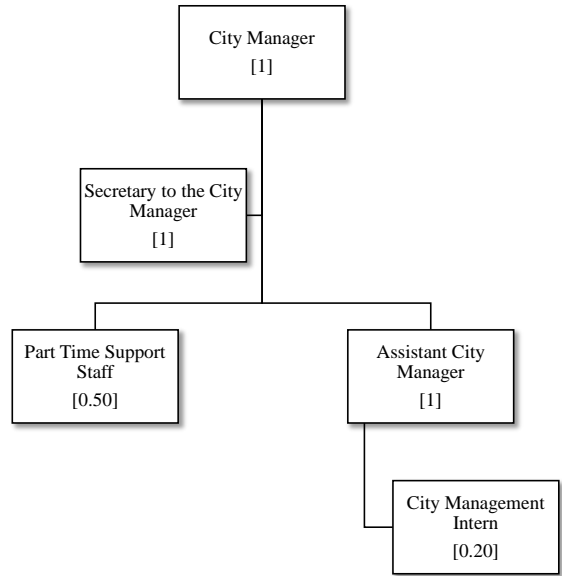 City Manager
[1]
Secretary to the City
Manager
[1]
Part Time Support
Staff
[0.50]
Assistant City
Manager
[1]
City Management
Intern
[0.20]